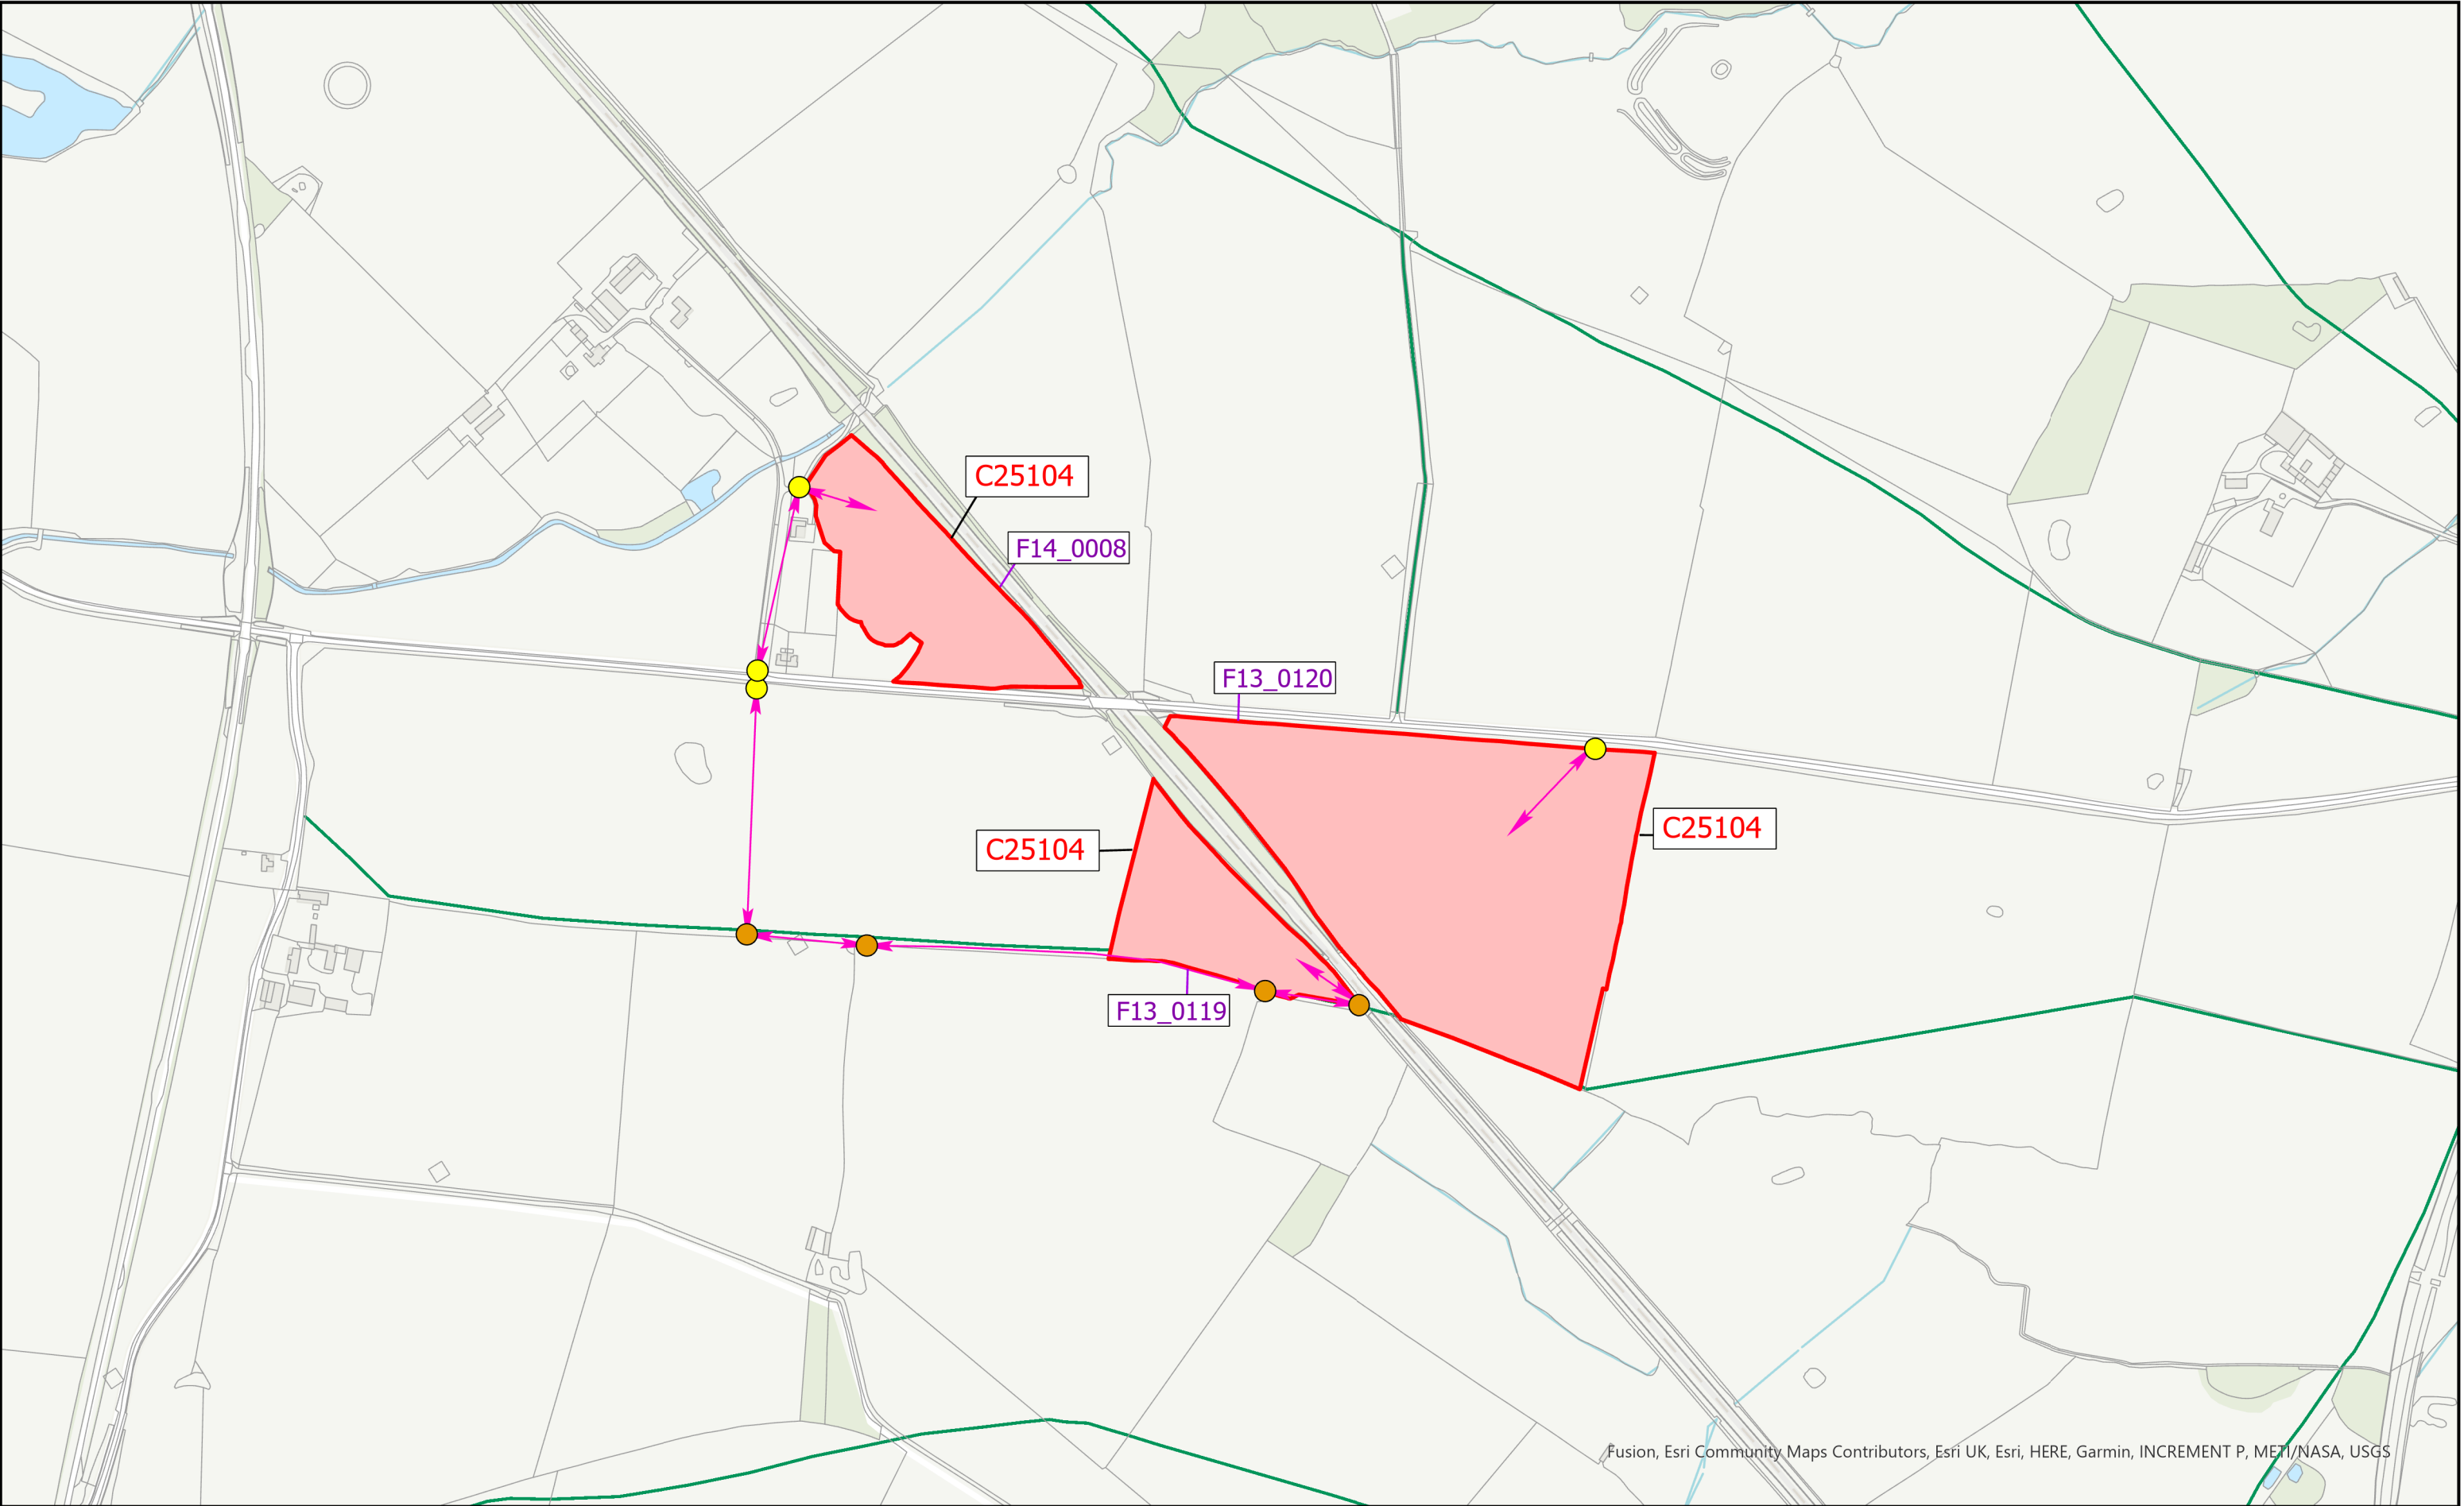 C25104
F14_0008
F13_0120
C25104
C25104
F13_0119
Fusion, Esri Community Maps Contributors, Esri UK, Esri, HERE, Garmin, INCREMENT P, METI/NASA, USGS